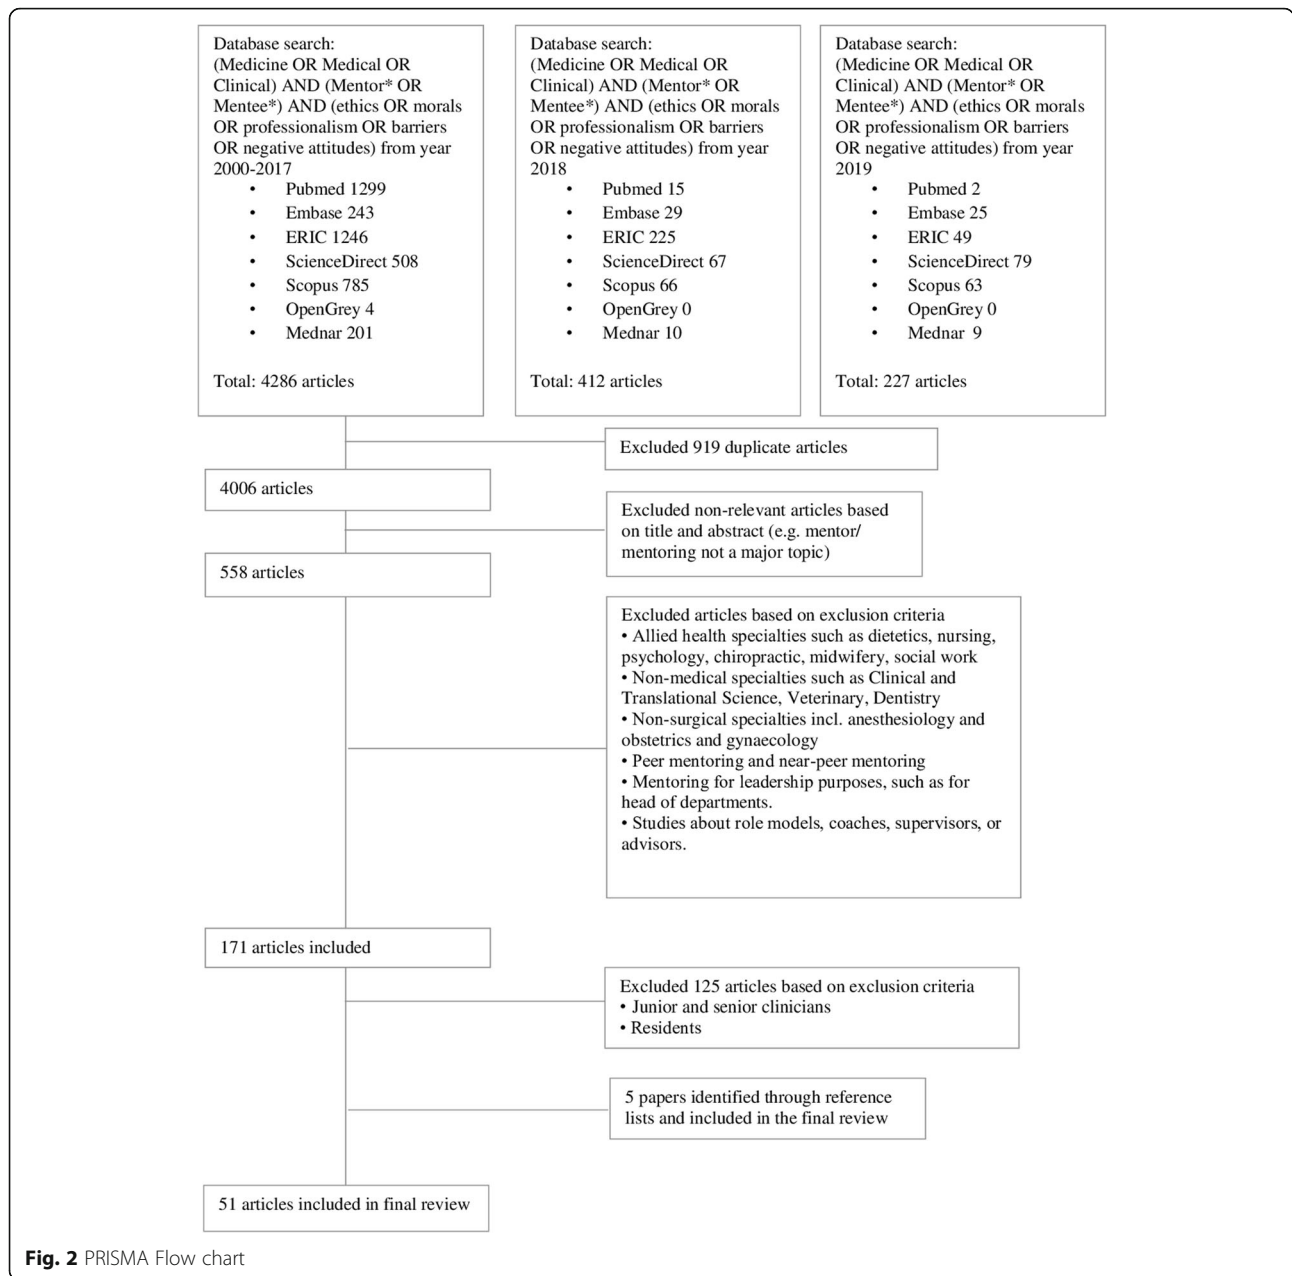 Database search:
(Medicine OR Medical OR
Clinical) AND (Mentor* OR
Mentee*) AND (ethics OR morals
OR professionalism OR barriers
OR negative attitudes) from year
2000-2017
• Pubmed 1299
• Embase 243
• ERIC 1246
• ScienceDirect 508
• Scopus 785
• OpenGrey 4
• Mednar 201
Total: 4286 articles
Database search:
(Medicine OR Medical OR
Clinical) AND (Mentor* OR
Mentee*) AND (ethics OR morals
OR professionalism OR barriers
OR negative attitudes) from year
2018
• Pubmed 15
• Embase 29
• ERIC 225
• ScienceDirect 67
• Scopus 66
• OpenGrey 0
• Mednar 10
Total: 412 articles
Database search:
(Medicine OR Medical OR
Clinical) AND (Mentor* OR
Mentee*) AND (ethics OR morals
OR professionalism OR barriers
OR negative attitudes) from year
2019
• Pubmed 2
• Embase 25
• ERIC 49
• ScienceDirect 79
• Scopus 63
• OpenGrey 0
• Mednar 9
Total: 227 articles
Excluded 919 duplicate articles
4006 articles
Excluded non-relevant articles based
on title and abstract (e.g. mentor/
mentoring not a major topic)
558 articles
Excluded articles based on exclusion criteria
• Allied health specialties such as dietetics, nursing,
psychology, chiropractic, midwifery, social work
• Non-medical specialties such as Clinical and
Translational Science, Veterinary, Dentistry
• Non-surgical specialties incl. anesthesiology and
obstetrics and gynaecology
• Peer mentoring and near-peer mentoring
• Mentoring for leadership purposes, such as for
head of departments.
• Studies about role models, coaches, supervisors, or
advisors.
171 articles included
Excluded 125 articles based on exclusion criteria
• Junior and senior clinicians
• Residents
5 papers identified through reference
lists and included in the final review
51 articles included in final review
Fig. 2 PRISMA Flow chart